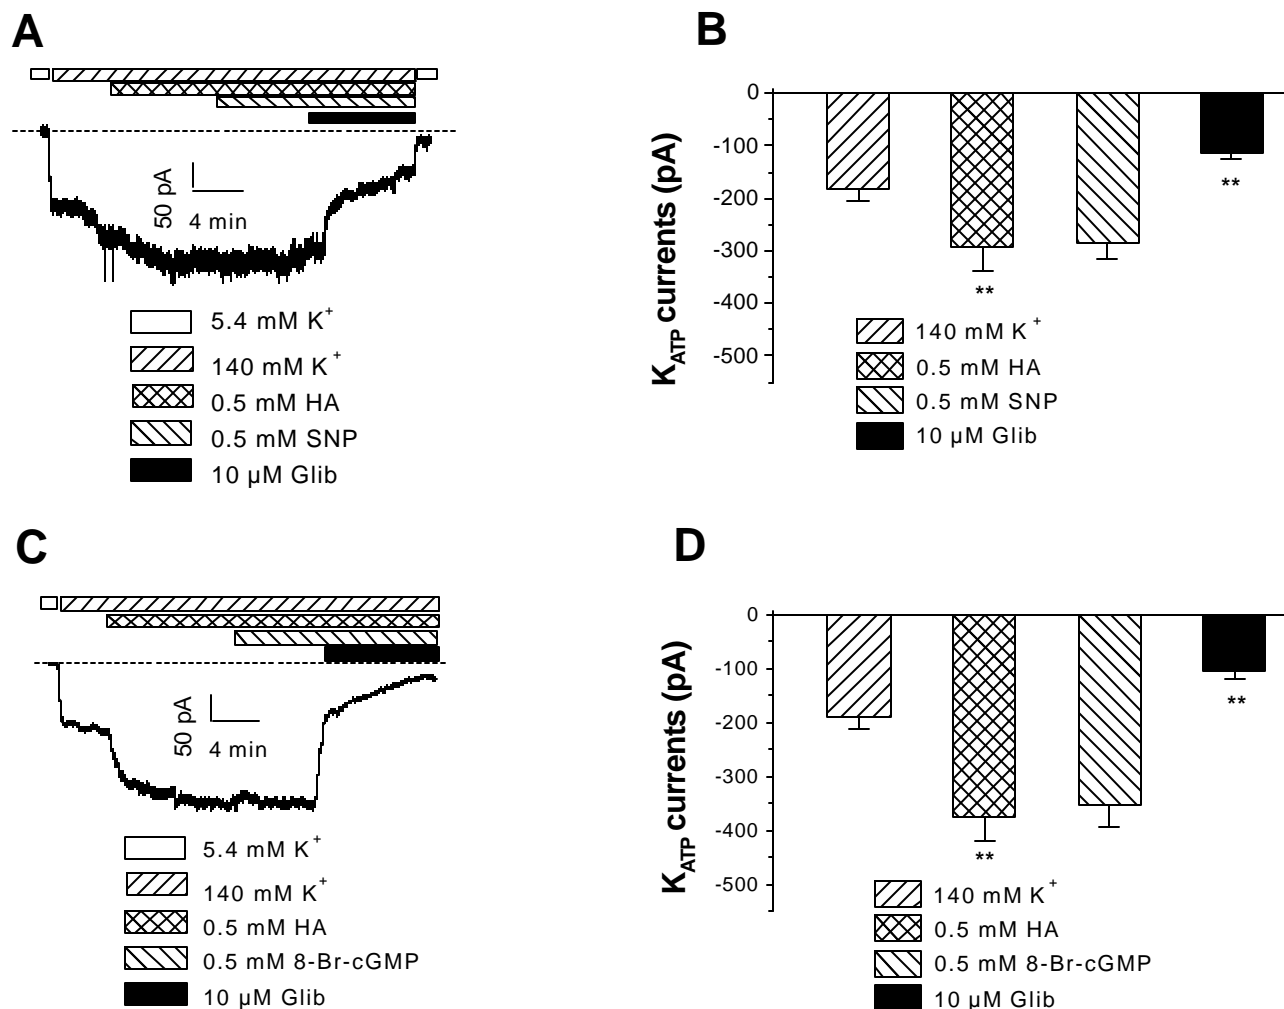 A
50 pA
4 min
5.4 mM K⁺
140 mM K⁺
0.5 mM HA
0.5 mM SNP
10 µM Glib
B
K_ATP currents (pA)
0
-100
-200
-300
-400
-500
**
**
140 mM K⁺
0.5 mM HA
0.5 mM SNP
10 µM Glib
C
50 pA
4 min
5.4 mM K⁺
140 mM K⁺
0.5 mM HA
0.5 mM 8-Br-cGMP
10 µM Glib
D
K_ATP currents (pA)
0
-100
-200
-300
-400
-500
**
**
140 mM K⁺
0.5 mM HA
0.5 mM 8-Br-cGMP
10 µM Glib